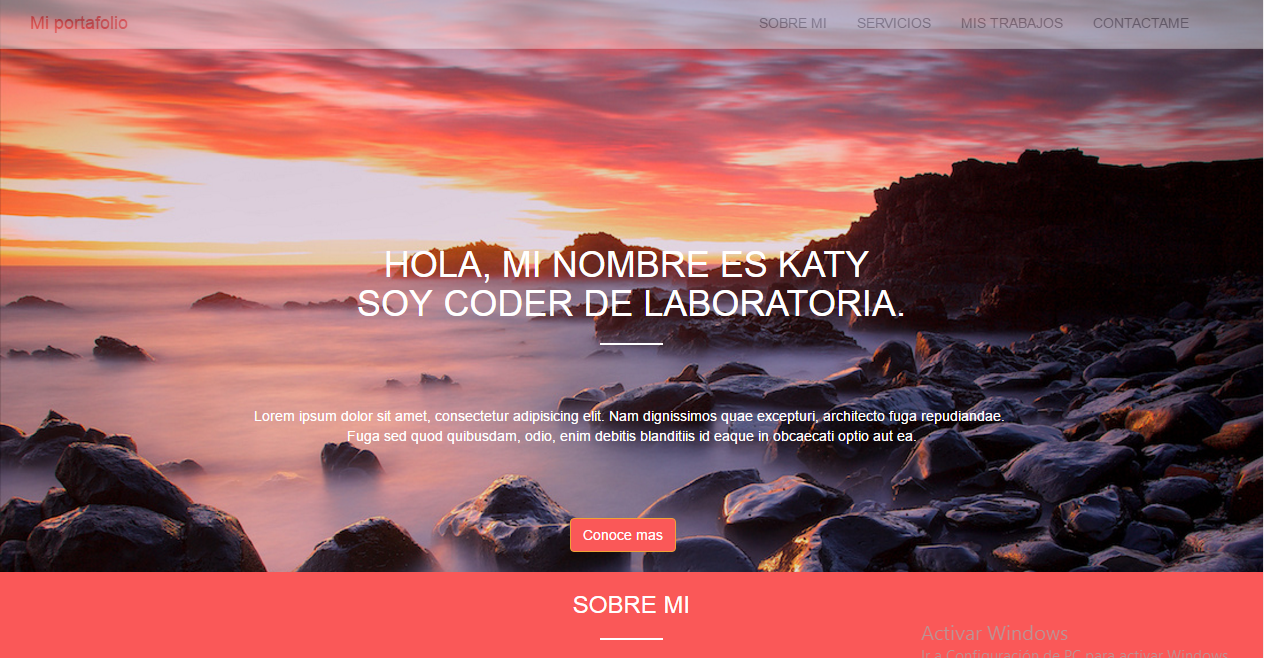 Mi portafolio
SOBRE MI SERVICIOS MIS TRABAJOS CONTACTAME
HOLA, MI NOMBRE ES KATY
SOY CODER DE LABORATORIA.
Lorem ipsum dolor sit amet, consectetur adipisicing elit. Nam dignissimos quae excepturi, architecto fuga repudiandae.
Fuga sed quod quibusdam, odio, enim debitis blanditiis id eaque in obcaecati optio aut ea.
Conoce mas
SOBRE MI
Activar Windows
Ir a Configuración de PC para activar Windows.